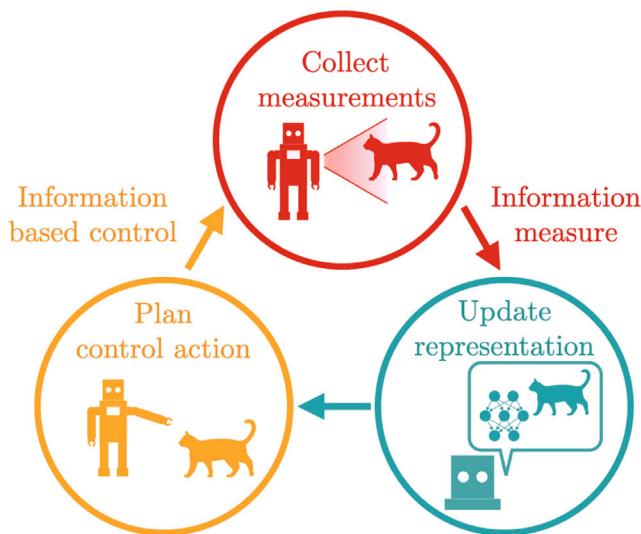 Collect
measurements
Information
based control
Information
measure
Plan
control action
Update
representation